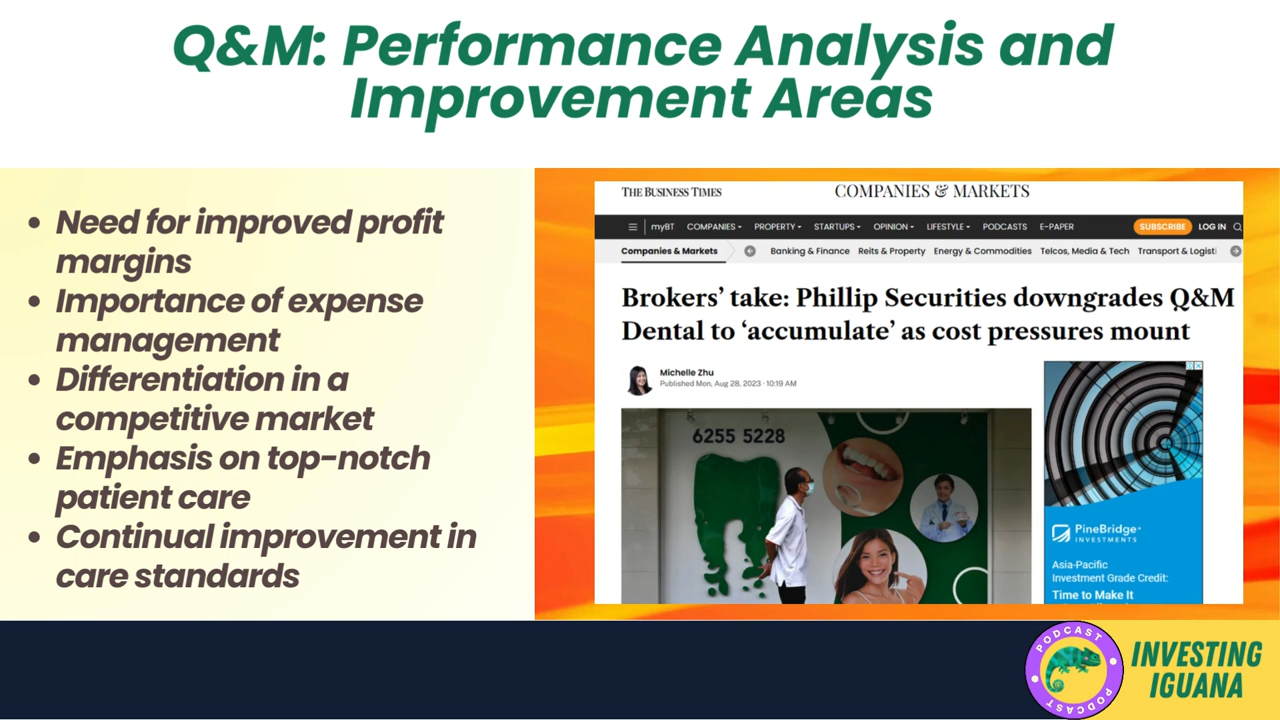 Q&M: Performance Analysis and
Improvement Areas
• Need for improved profit
margins
• Importance of expense
management
• Differentiation in a
competitive market
• Emphasis on top-notch
patient care
• Continual improvement in
care standards
THE BUSINESS TIMES
COMPANIES & MARKETS
myBT COMPANIES PROPERTY STARTUPS OPINION LIFESTYLE PODCASTS E-PAPER SUBSCRIBE LOG IN
Companies & Markets Banking & Finance Reits & Property Energy & Commodities Telcos, Media & Tech Transport & Logisti
Brokers’ take: Phillip Securities downgrades Q&M
Dental to ‘accumulate’ as cost pressures mount
Michelle Zhu
Published Mon, Aug 28, 2023 · 10:19 AM
6255 5228
PineBridge
INVESTMENTS
Asia-Pacific
Investment Grade Credit:
Time to Make It
PODCAST
PODCAST
INVESTING
IGUANA